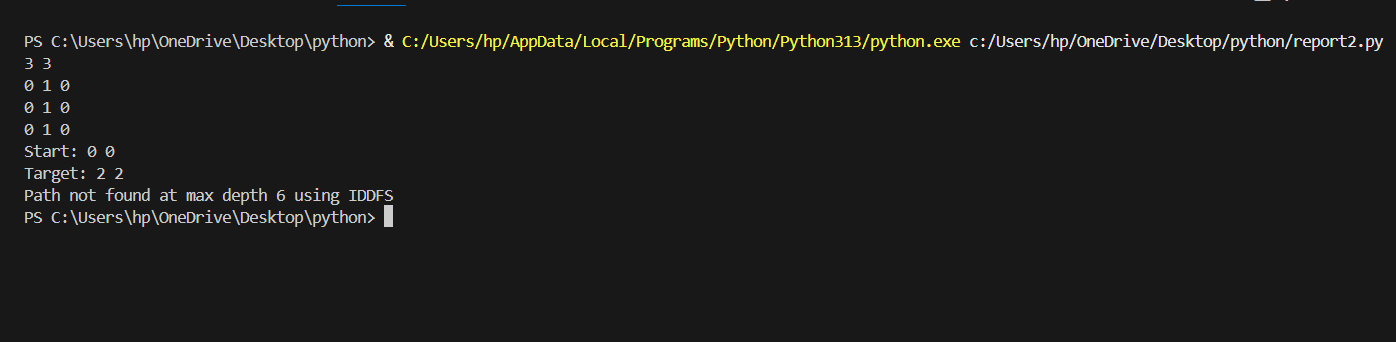 PS C:\Users\hp\OneDrive\Desktop\python> & C:/Users/hp/AppData/Local/Programs/Python/Python313/python.exe c:/Users/hp/OneDrive/Desktop/python/report2.py
3 3
0 1 0
0 1 0
0 1 0
Start: 0 0
Target: 2 2
Path not found at max depth 6 using IDDFS
PS C:\Users\hp\OneDrive\Desktop\python>